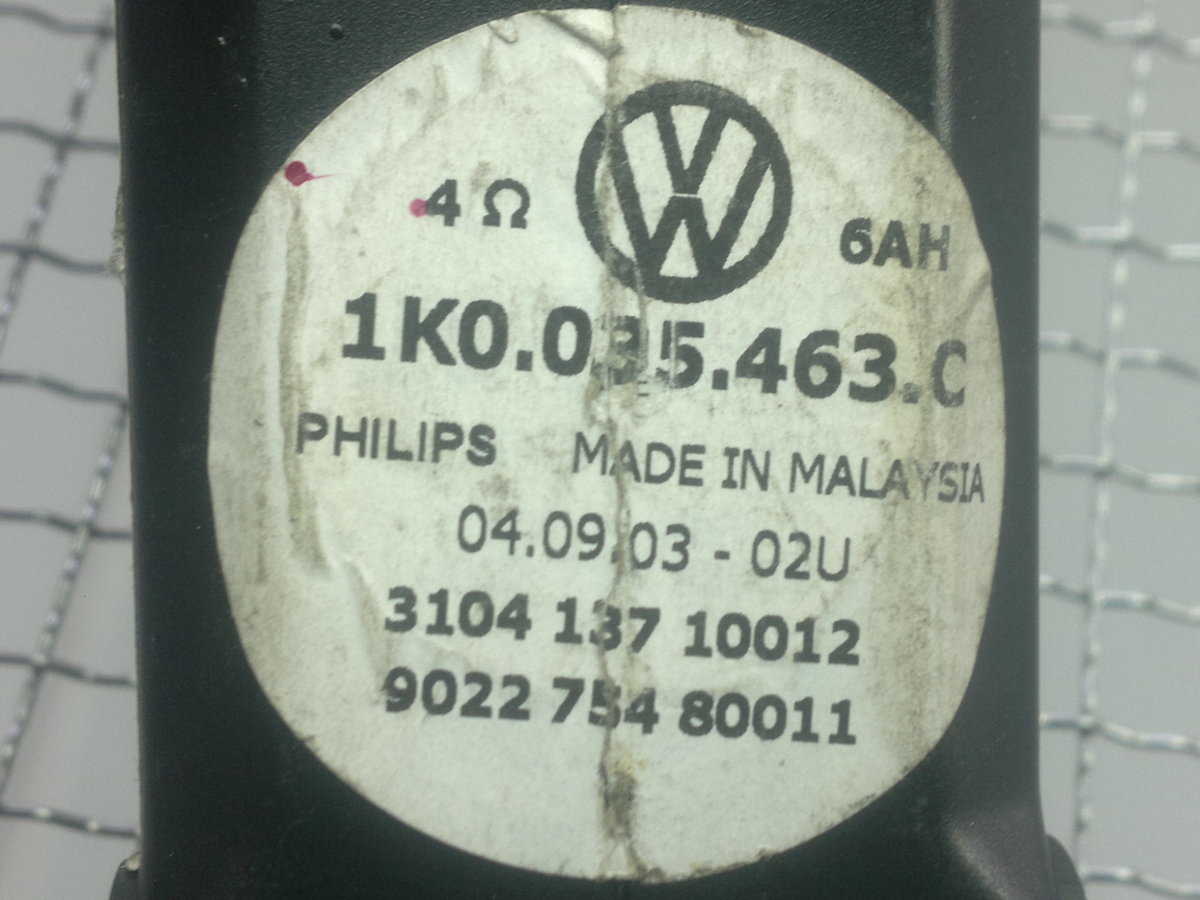 4 Ω
6AH
1K0.035.463.C
PHILIPS MADE IN MALAYSIA
04.09.03 - 02U
3104 137 10012
9022 754 80011